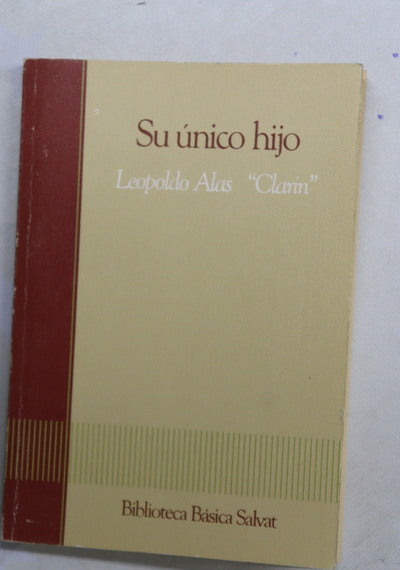 Su único hijo
Leopoldo Alas “Clarín”
Biblioteca Básica Salvat